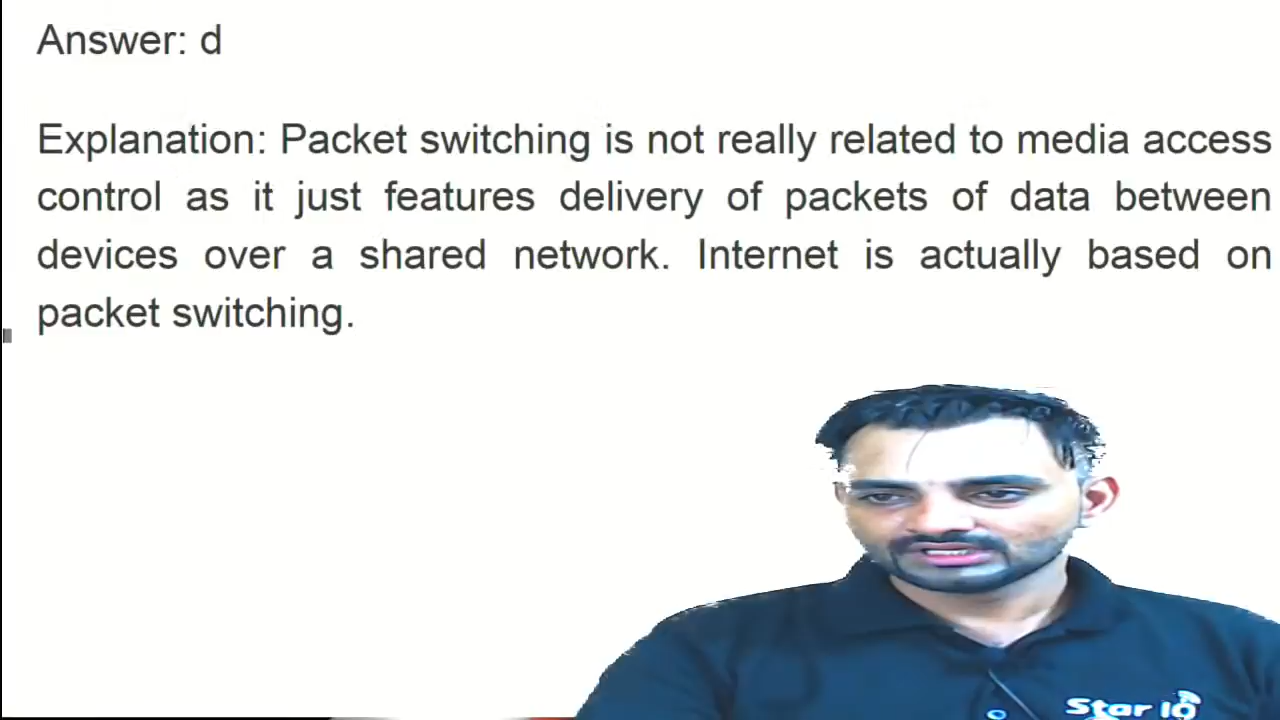 Answer: d
Explanation: Packet switching is not really related to media access
control as it just features delivery of packets of data between
devices over a shared network. Internet is actually based on
packet switching.
Star